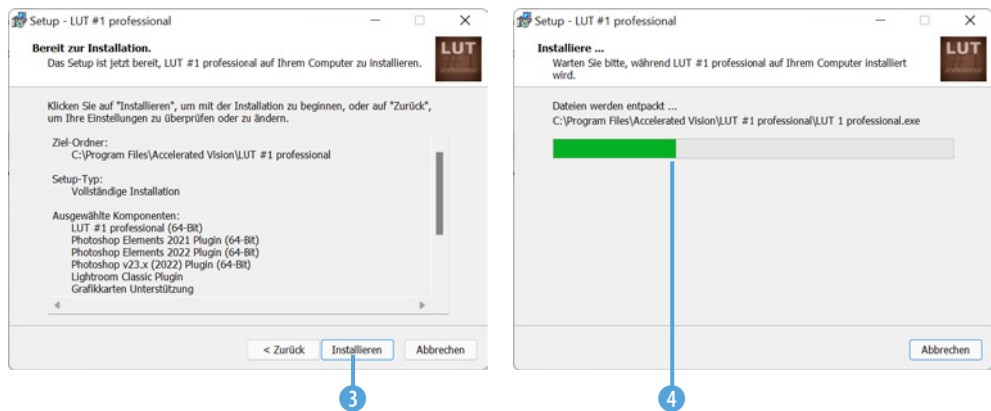 Setup - LUT #1 professional
Bereit zur Installation.
Das Setup ist jetzt bereit, LUT #1 professional auf Ihrem Computer zu installieren.
LUT
Klicken Sie auf "Installieren", um mit der Installation zu beginnen, oder auf "Zurück",
um Ihre Einstellungen zu überprüfen oder zu ändern.
Ziel-Ordner:
C:\Program Files\Accelerated Vision\LUT #1 professional
Setup-Typ:
Vollständige Installation
Ausgewählte Komponenten:
LUT #1 professional (64-Bit)
Photoshop Elements 2021 Plugin (64-Bit)
Photoshop Elements 2022 Plugin (64-Bit)
Photoshop v23.x (2022) Plugin (64-Bit)
Lightroom Classic Plugin
Grafikkarten Unterstützung
< Zurück
Installieren
Abbrechen
3
Setup - LUT #1 professional
Installiere ...
Warten Sie bitte, während LUT #1 professional auf Ihrem Computer installiert
wird.
LUT
Dateien werden entpackt ...
C:\Program Files\Accelerated Vision\LUT #1 professional\LUT 1 professional.exe
Abbrechen
4